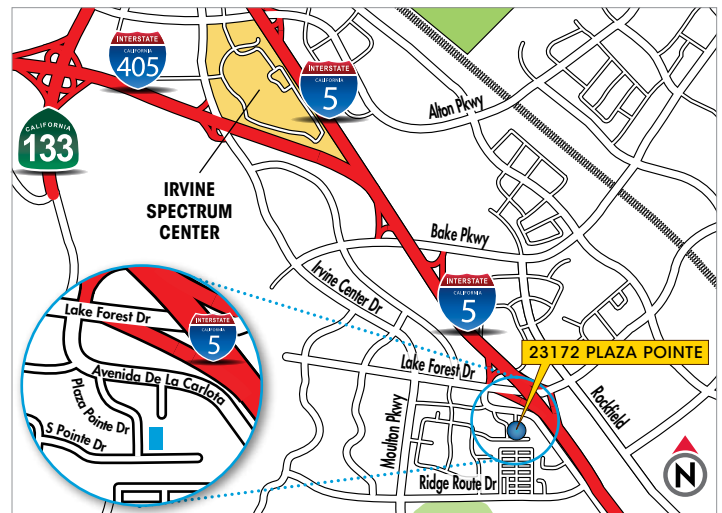 INTERSTATE
CALIFORNIA
405
INTERSTATE
CALIFORNIA
5
CALIFORNIA
133
Alton Pkwy
IRVINE
SPECTRUM
CENTER
Bake Pkwy
Irvine Center Dr
INTERSTATE
CALIFORNIA
5
Lake Forest Dr
INTERSTATE
CALIFORNIA
5
23172 PLAZA POINTE
Lake Forest Dr
Avenida De La Carlota
Plaza Pointe Dr
S Pointe Dr
Moulton Pkwy
Rockfield
Ridge Route Dr
N